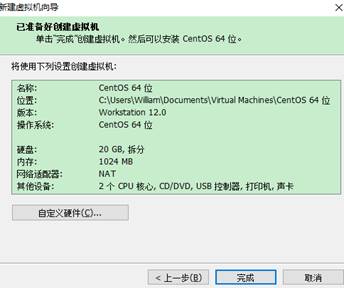 新建虚拟机向导
已准备好创建虚拟机
单击"完成"创建虚拟机。然后可以安装 CentOS 64 位。
将使用下列设置创建虚拟机:
名称: CentOS 64 位
位置: C:\Users\William\Documents\Virtual Machines\CentOS 64 位
版本: Workstation 12.0
操作系统: CentOS 64 位
硬盘: 20 GB, 拆分
内存: 1024 MB
网络适配器: NAT
其他设备: 2 个 CPU 核心, CD/DVD, USB 控制器, 打印机, 声卡
自定义硬件(C)...
< 上一步(B)
完成
取消